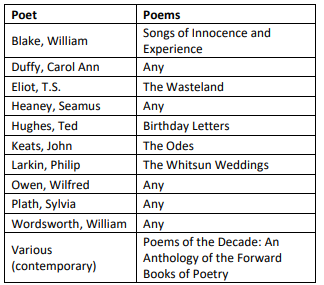 Poet Poems
Blake, William Songs of Innocence and
Experience
Duffy, Carol Ann Any
Eliot, T.S. The Wasteland
Heaney, Seamus Any
Hughes, Ted Birthday Letters
Keats, John The Odes
Larkin, Philip The Whitsun Weddings
Owen, Wilfred Any
Plath, Sylvia Any
Wordsworth, William Any
Various
(contemporary)
Poems of the Decade: An
Anthology of the Forward
Books of Poetry